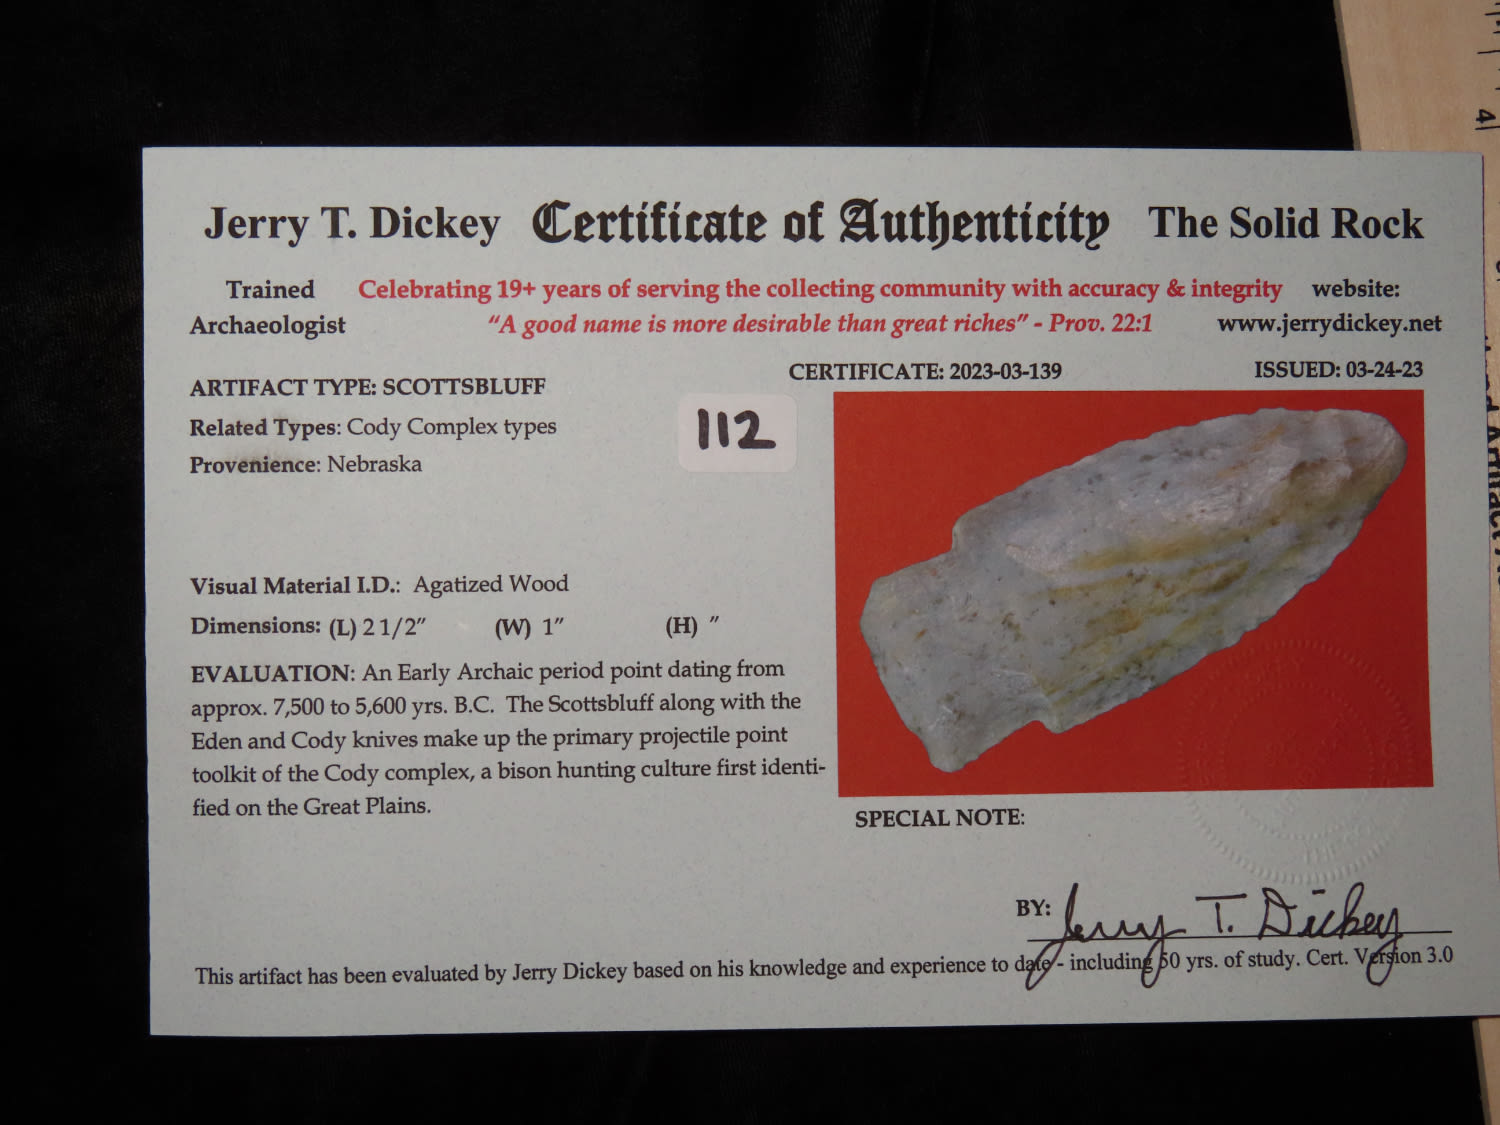 Jerry T. Dickey Certificate of Authenticity The Solid Rock
Trained Celebrating 19+ years of serving the collecting community with accuracy & integrity website:
Archaeologist "A good name is more desirable than great riches" - Prov. 22:1 www.jerrydickey.net
CERTIFICATE: 2023-03-139 ISSUED: 03-24-23
ARTIFACT TYPE: SCOTTSBLUFF
Related Types: Cody Complex types
112
Provenience: Nebraska
Visual Material I.D.: Agatized Wood
Dimensions: (L) 2 1/2" (W) 1" (H) "
EVALUATION: An Early Archaic period point dating from
approx. 7,500 to 5,600 yrs. B.C. The Scottsbluff along with the
Eden and Cody knives make up the primary projectile point
toolkit of the Cody complex, a bison hunting culture first identi-
fied on the Great Plains.
SPECIAL NOTE:
BY: Jerry T. Dickey
This artifact has been evaluated by Jerry Dickey based on his knowledge and experience to date - including 50 yrs. of study. Cert. Version 3.0
4